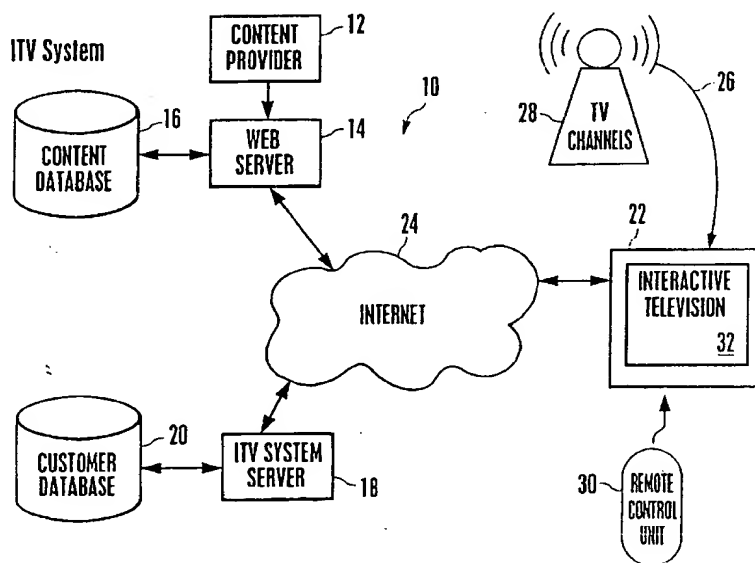 ITV System
CONTENT
PROVIDER
12
10
16
CONTENT
DATABASE
WEB
SERVER
14
28
TV
CHANNELS
26
24
INTERNET
22
INTERACTIVE
TELEVISION
32
20
CUSTOMER
DATABASE
ITV SYSTEM
SERVER
18
30
REMOTE
CONTROL
UNIT